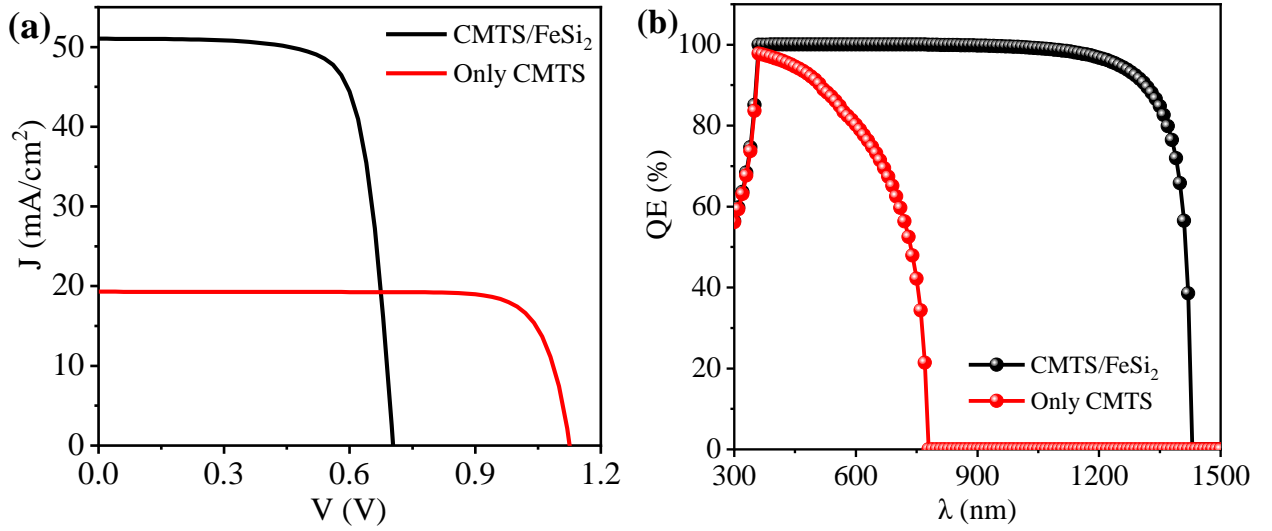 (a)
CMTS/FeSi₂
Only CMTS
J (mA/cm²)
50
40
30
20
10
0
0.0 0.3 0.6 0.9 1.2
V (V)
(b)
QE (%)
100
80
60
40
20
0
CMTS/FeSi₂
Only CMTS
300 600 900 1200 1500
λ (nm)